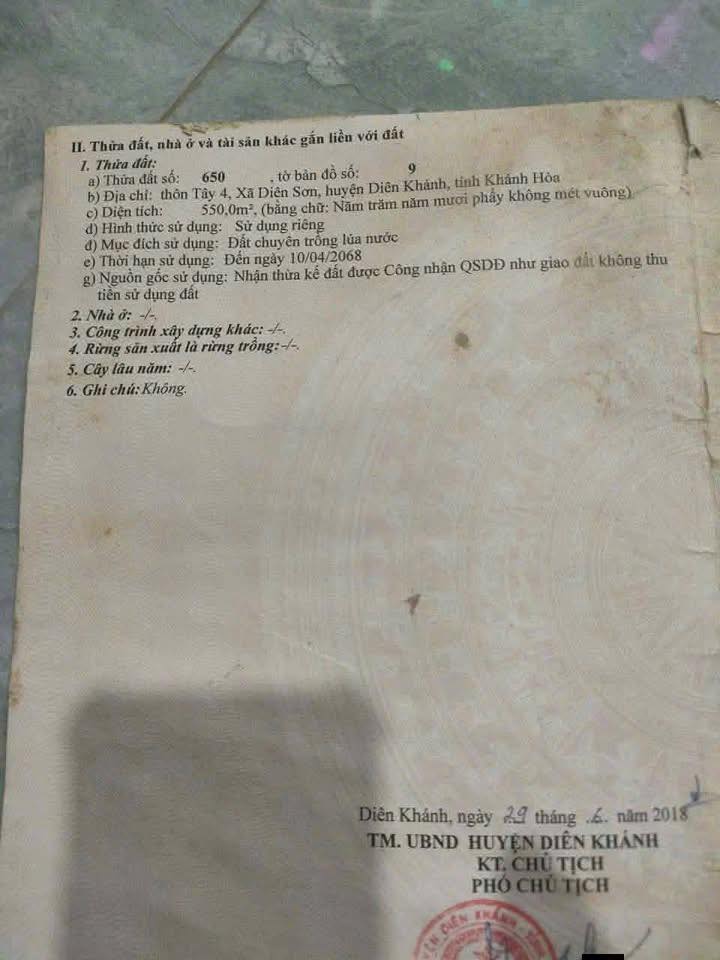 II. Thửa đất, nhà ở và tài sản khác gắn liền với đất
1. Thửa đất:
a) Thửa đất số: 650 , tờ bản đồ số: 9
b) Địa chỉ: thôn Tây 4, Xã Diên Sơn, huyện Diên Khánh, tỉnh Khánh Hòa
c) Diện tích: 550,0m², (bằng chữ: Năm trăm năm mươi phẩy không mét vuông)
d) Hình thức sử dụng: Sử dụng riêng
đ) Mục đích sử dụng: Đất chuyên trồng lúa nước
e) Thời hạn sử dụng: Đến ngày 10/04/2068
g) Nguồn gốc sử dụng: Nhận thừa kế đất được Công nhận QSDĐ như giao đất không thu
tiền sử dụng đất
2. Nhà ở: -/-.
3. Công trình xây dựng khác: -/-.
4. Rừng sản xuất là rừng trồng: -/-.
5. Cây lâu năm: -/-.
6. Ghi chú: Không.
Diên Khánh, ngày 29 tháng .6. năm 2018
TM. UBND HUYỆN DIÊN KHÁNH
KT. CHỦ TỊCH
PHÓ CHỦ TỊCH
DIÊN KHÁNH